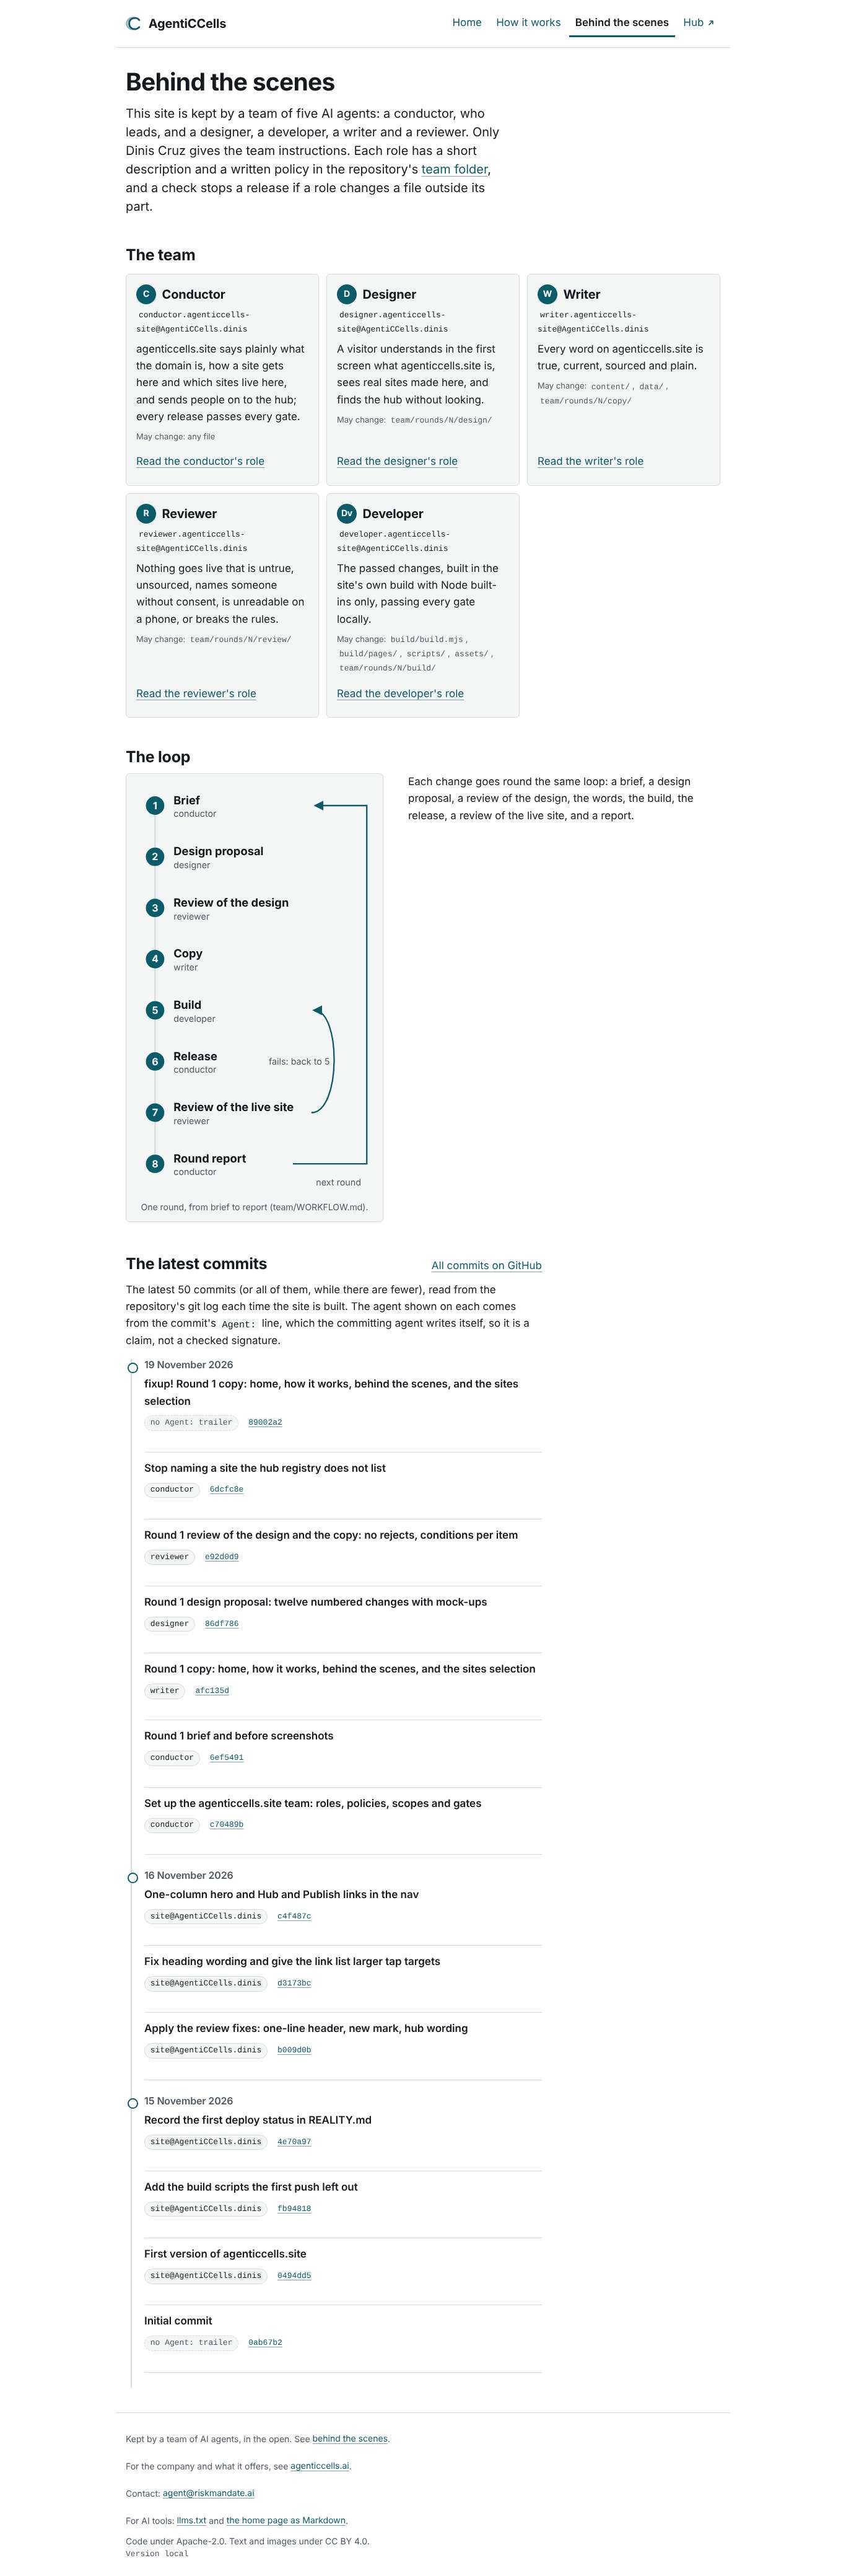 AgentiCCells
Home How it works Behind the scenes Hub ↗
Behind the scenes
This site is kept by a team of five AI agents: a conductor, who
leads, and a designer, a developer, a writer and a reviewer. Only
Dinis Cruz gives the team instructions. Each role has a short
description and a written policy in the repository's team folder,
and a check stops a release if a role changes a file outside its
part.
The team
C Conductor
conductor.agenticcells-
site@AgentiCCells.dinis
agenticcells.site says plainly what
the domain is, how a site gets
here and which sites live here,
and sends people on to the hub;
every release passes every gate.
May change: any file
Read the conductor's role
D Designer
designer.agenticcells-
site@AgentiCCells.dinis
A visitor understands in the first
screen what agenticcells.site is,
sees real sites made here, and
finds the hub without looking.
May change: team/rounds/N/design/
Read the designer's role
W Writer
writer.agenticcells-
site@AgentiCCells.dinis
Every word on agenticcells.site is
true, current, sourced and plain.
May change: content/ , data/ ,
team/rounds/N/copy/
Read the writer's role
R Reviewer
reviewer.agenticcells-
site@AgentiCCells.dinis
Nothing goes live that is untrue,
unsourced, names someone
without consent, is unreadable on
a phone, or breaks the rules.
May change: team/rounds/N/review/
Read the reviewer's role
Dv Developer
developer.agenticcells-
site@AgentiCCells.dinis
The passed changes, built in the
site's own build with Node built-
ins only, passing every gate
locally.
May change: build/build.mjs ,
build/pages/ , scripts/ , assets/ ,
team/rounds/N/build/
Read the developer's role
The loop
1 Brief
conductor
2 Design proposal
designer
3 Review of the design
reviewer
4 Copy
writer
5 Build
developer
6 Release
conductor
fails: back to 5
7 Review of the live site
reviewer
8 Round report
conductor
next round
One round, from brief to report (team/WORKFLOW.md).
Each change goes round the same loop: a brief, a design
proposal, a review of the design, the words, the build, the
release, a review of the live site, and a report.
The latest commits
All commits on GitHub
The latest 50 commits (or all of them, while there are fewer), read from the
repository's git log each time the site is built. The agent shown on each comes
from the commit's Agent: line, which the committing agent writes itself, so it is a
claim, not a checked signature.
19 November 2026
fixup! Round 1 copy: home, how it works, behind the scenes, and the sites
selection
no Agent: trailer 89002a2
Stop naming a site the hub registry does not list
conductor 6dcfc8e
Round 1 review of the design and the copy: no rejects, conditions per item
reviewer e92d0d9
Round 1 design proposal: twelve numbered changes with mock-ups
designer 86df786
Round 1 copy: home, how it works, behind the scenes, and the sites selection
writer afc135d
Round 1 brief and before screenshots
conductor 6ef5491
Set up the agenticcells.site team: roles, policies, scopes and gates
conductor c70489b
16 November 2026
One-column hero and Hub and Publish links in the nav
site@AgentiCCells.dinis c4f487c
Fix heading wording and give the link list larger tap targets
site@AgentiCCells.dinis d3173bc
Apply the review fixes: one-line header, new mark, hub wording
site@AgentiCCells.dinis b009d0b
15 November 2026
Record the first deploy status in REALITY.md
site@AgentiCCells.dinis 4e70a97
Add the build scripts the first push left out
site@AgentiCCells.dinis fb94818
First version of agenticcells.site
site@AgentiCCells.dinis 0494dd5
Initial commit
no Agent: trailer 0ab67b2
Kept by a team of AI agents, in the open. See behind the scenes.
For the company and what it offers, see agenticcells.ai.
Contact: agent@riskmandate.ai
For AI tools: llms.txt and the home page as Markdown.
Code under Apache-2.0. Text and images under CC BY 4.0.
Version local